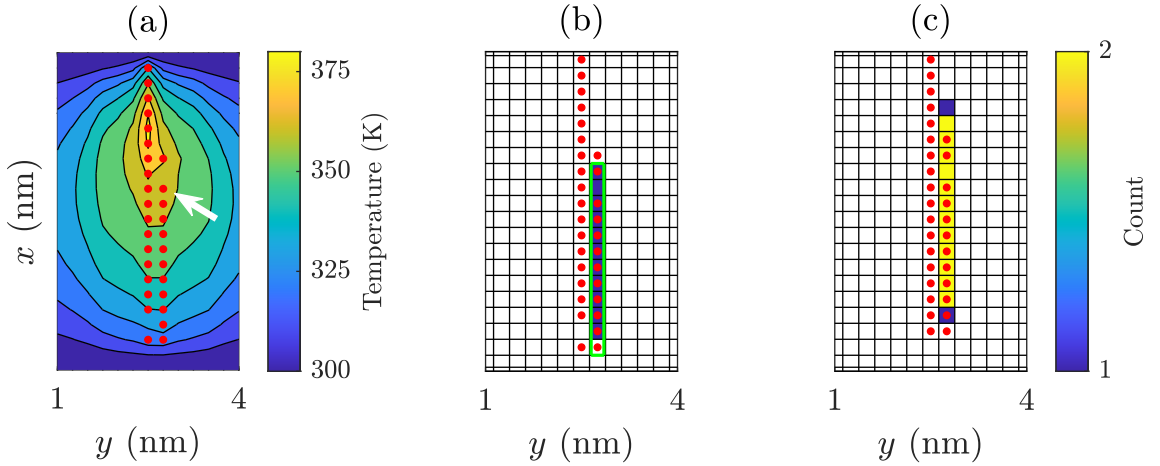 (a)
(b)
(c)
x (nm)
375
350
325
300
Temperature (K)
2
1
Count
1
4
1
4
1
4
y (nm)
y (nm)
y (nm)